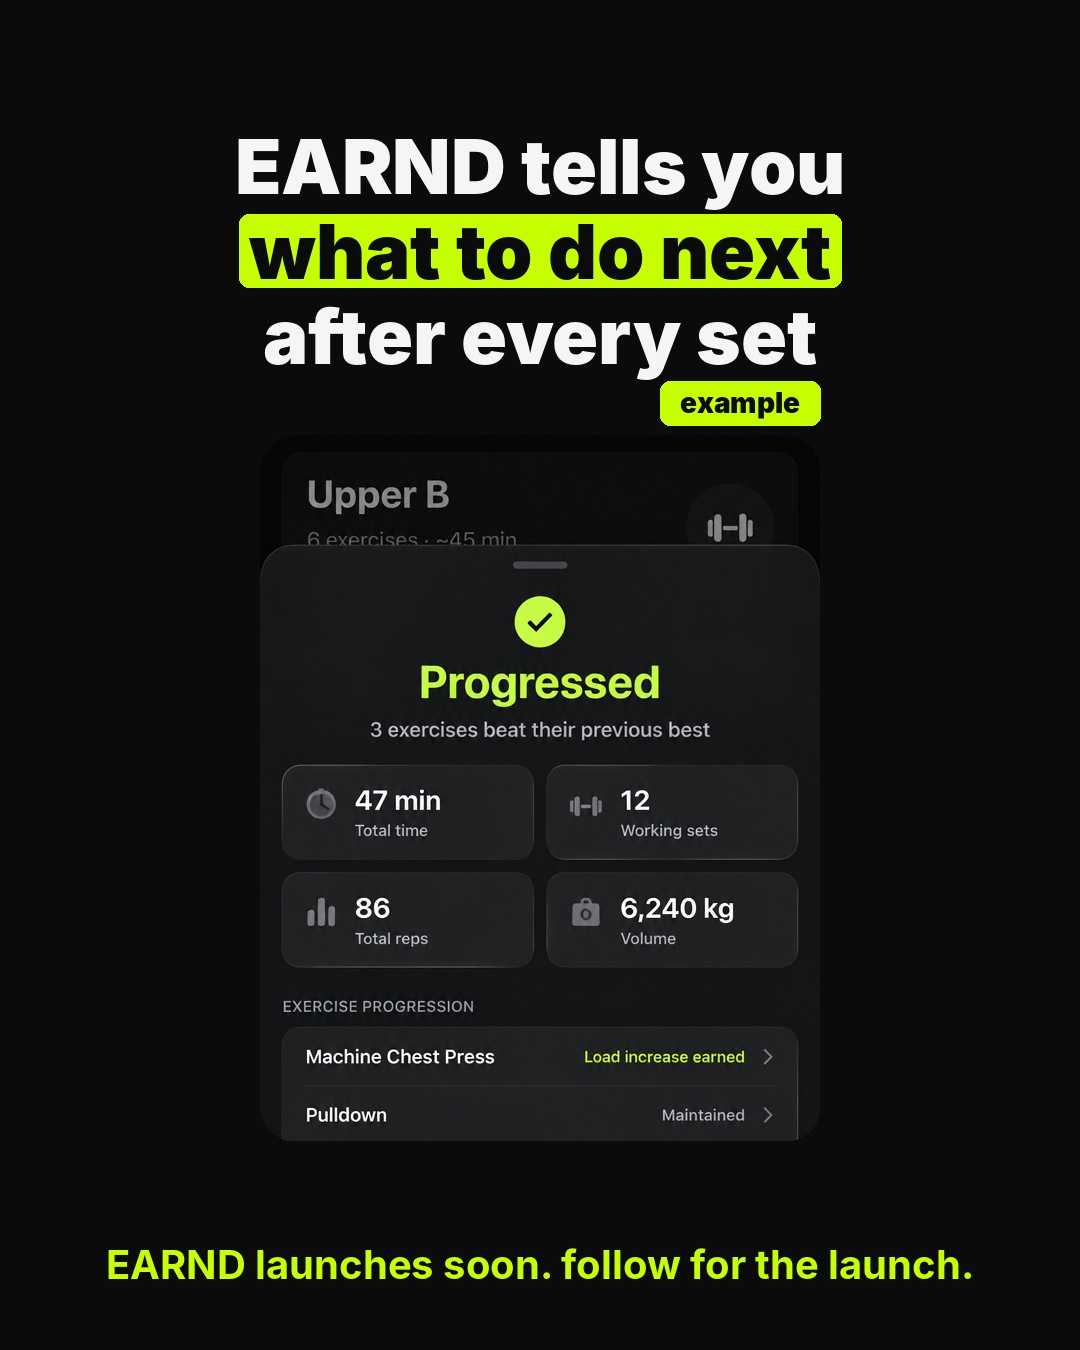 EARND tells you
what to do next
after every set
example
Upper B
6 exercises · ~45 min
Progressed
3 exercises beat their previous best
47 min
Total time
12
Working sets
86
Total reps
6,240 kg
Volume
EXERCISE PROGRESSION
Machine Chest Press Load increase earned
Pulldown Maintained
EARND launches soon. follow for the launch.